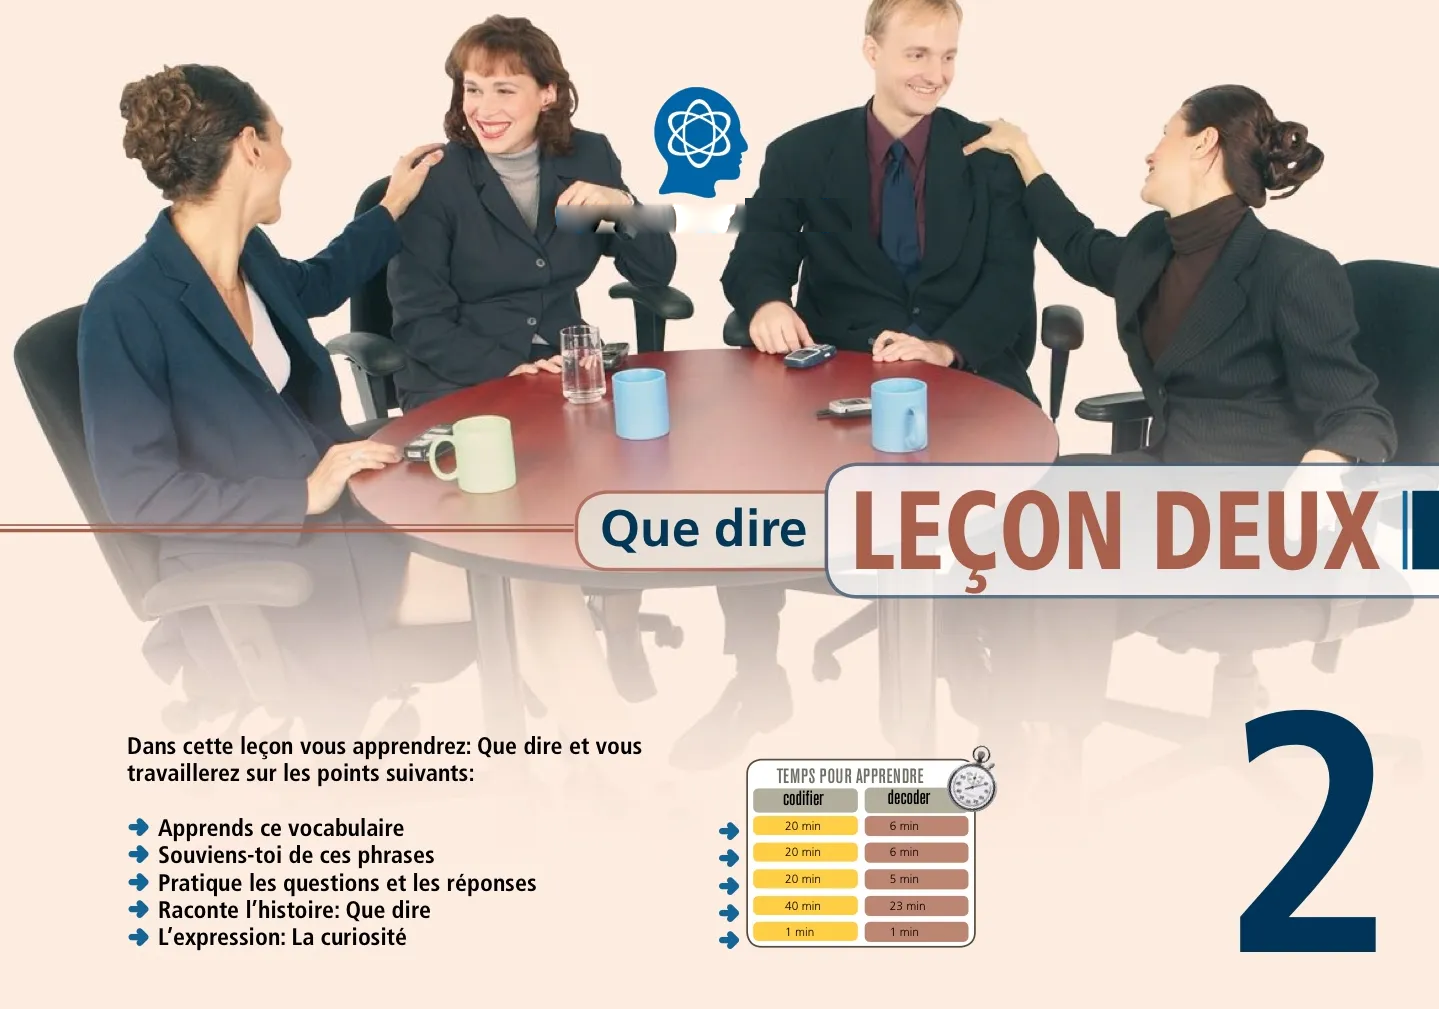 Que dire
LEÇON DEUX
Dans cette leçon vous apprendrez: Que dire et vous
travaillerez sur les points suivants:
Apprends ce vocabulaire
Souviens-toi de ces phrases
Pratique les questions et les réponses
Raconte l’histoire: Que dire
L’expression: La curiosité
TEMPS POUR APPRENDRE
codifier decoder
20 min 6 min
20 min 6 min
20 min 5 min
40 min 23 min
1 min 1 min
2